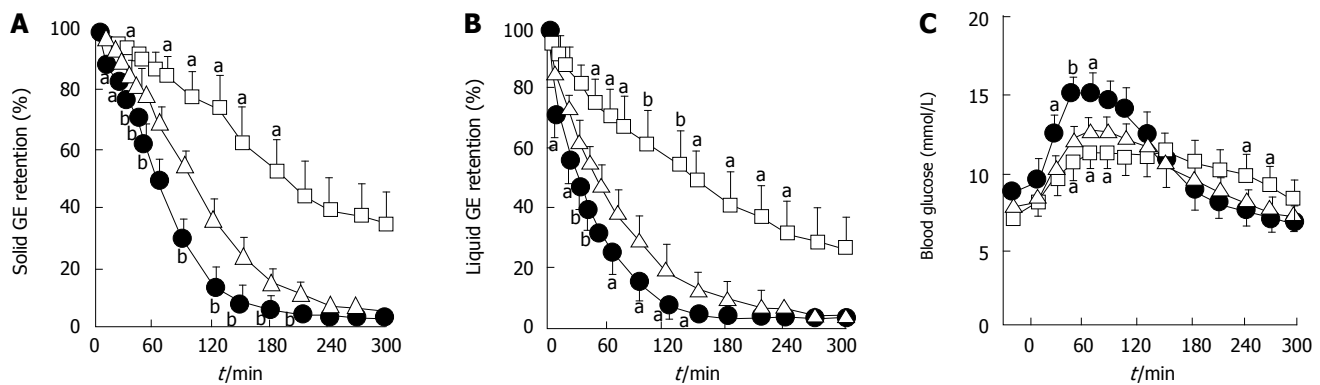 A
Solid GE retention (%)
100
80
60
40
20
0
a
a
a
a
a
a
a
a
b
b
b
b
b
b
b
b
0 60 120 180 240 300
t/min
B
Liquid GE retention (%)
100
80
60
40
20
0
a
a
a
b
b
a
a
a
a
a
a
b
b
a
a
a
a
0 60 120 180 240 300
t/min
C
Blood glucose (mmol/L)
20
15
10
5
0
b
a
a
a
a
a
a
0 60 120 180 240 300
t/min